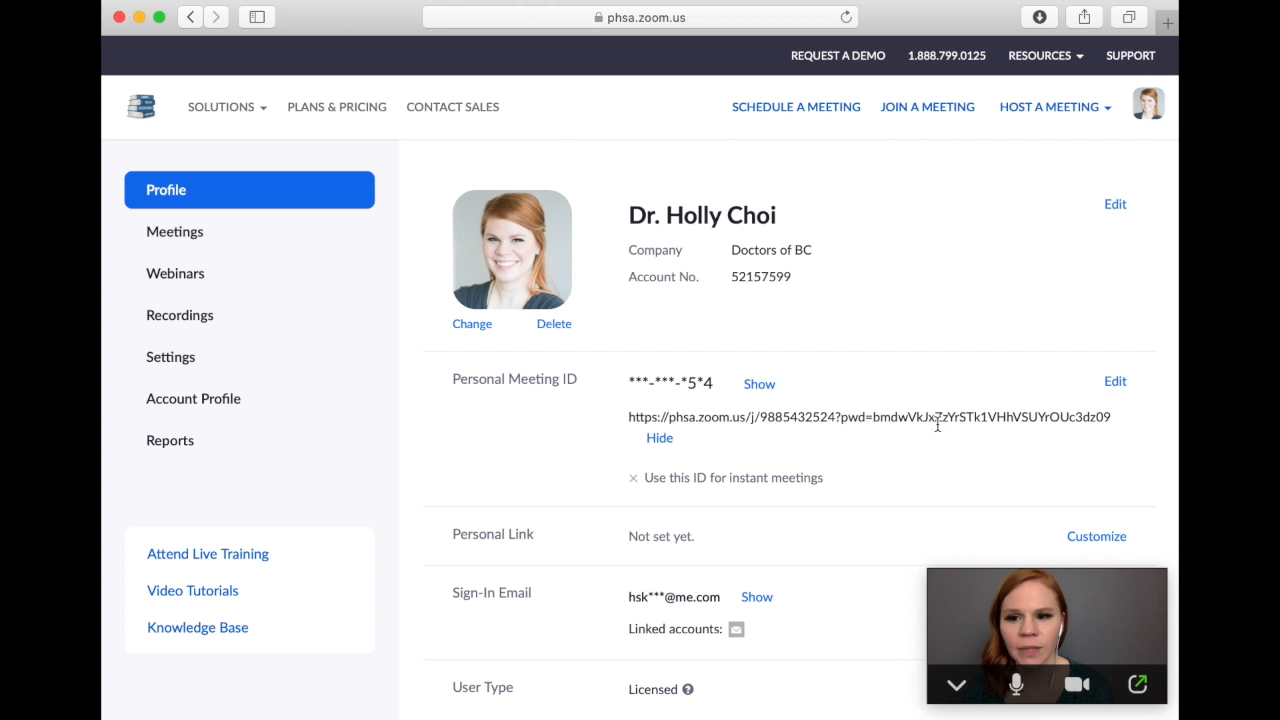 phsa.zoom.us
REQUEST A DEMO 1.888.799.0125 RESOURCES SUPPORT
SOLUTIONS PLANS & PRICING CONTACT SALES SCHEDULE A MEETING JOIN A MEETING HOST A MEETING
Profile
Meetings
Webinars
Recordings
Settings
Account Profile
Reports
Attend Live Training
Video Tutorials
Knowledge Base
Change Delete
Dr. Holly Choi Edit
Company Doctors of BC
Account No. 52157599
Personal Meeting ID ***-***-*5*4 Show Edit
https://phsa.zoom.us/j/9885432524?pwd=bmdwVkJxZzYrSTk1VHhVSUYrOUc3dz09
Hide
× Use this ID for instant meetings
Personal Link Not set yet. Customize
Sign-In Email hsk***@me.com Show
Linked accounts:
User Type Licensed ?